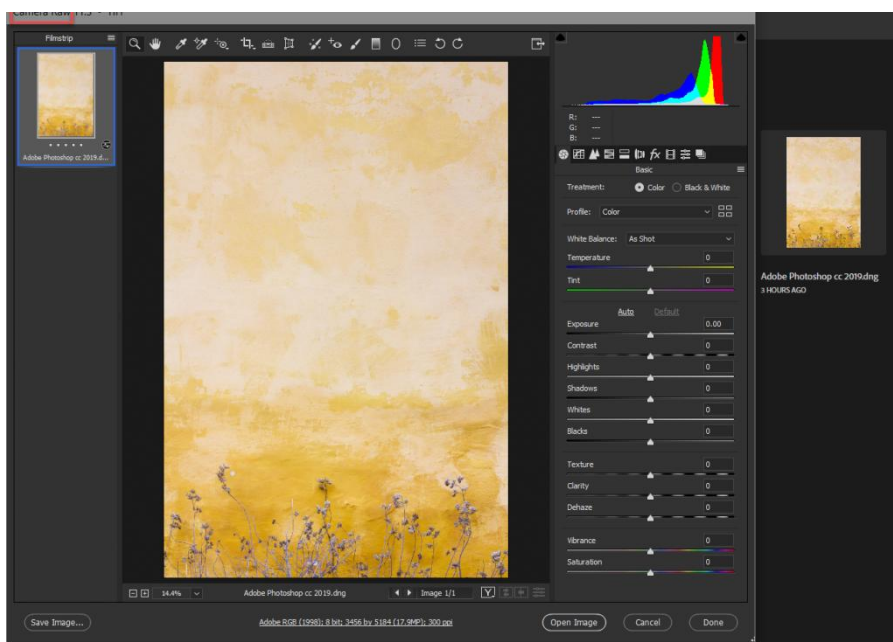 Camera Raw 11.3 - TIFF
Filmstrip
Adobe Photoshop cc 2019.d...
R: ---
G: ---
B: ---
fx
Basic
Treatment: Color Black & White
Profile: Color
White Balance: As Shot
Temperature 0
Tint 0
Auto Default
Exposure 0.00
Contrast 0
Highlights 0
Shadows 0
Whites 0
Blacks 0
Texture 0
Clarity 0
Dehaze 0
Vibrance 0
Saturation 0
14.4% Adobe Photoshop cc 2019.dng Image 1/1 Y
Save Image... Adobe RGB (1998); 8 bit; 3456 by 5184 (17.9MP); 300 ppi Open Image Cancel Done
Adobe Photoshop cc 2019.dng
3 HOURS AGO